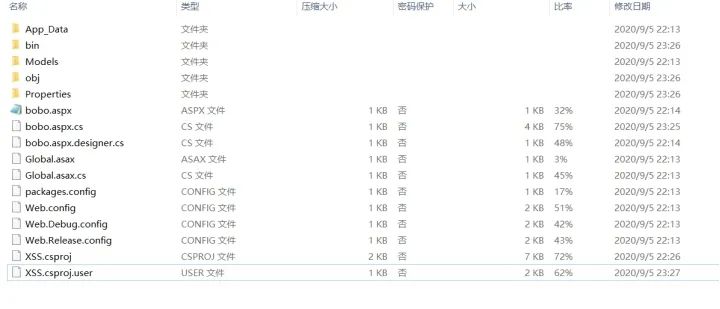 名称 类型 压缩大小 密码保护 大小 比率 修改日期
App_Data 文件夹 2020/9/5 22:13
bin 文件夹 2020/9/5 23:26
Models 文件夹 2020/9/5 22:13
obj 文件夹 2020/9/5 23:26
Properties 文件夹 2020/9/5 23:26
bobo.aspx ASPX 文件 1 KB 否 1 KB 32% 2020/9/5 22:14
bobo.aspx.cs CS 文件 1 KB 否 4 KB 75% 2020/9/5 23:25
bobo.aspx.designer.cs CS 文件 1 KB 否 1 KB 48% 2020/9/5 22:14
Global.asax ASAX 文件 1 KB 否 1 KB 3% 2020/9/5 22:13
Global.asax.cs CS 文件 1 KB 否 1 KB 45% 2020/9/5 22:13
packages.config CONFIG 文件 1 KB 否 1 KB 17% 2020/9/5 22:13
Web.config CONFIG 文件 1 KB 否 2 KB 51% 2020/9/5 22:13
Web.Debug.config CONFIG 文件 1 KB 否 2 KB 42% 2020/9/5 22:13
Web.Release.config CONFIG 文件 1 KB 否 2 KB 43% 2020/9/5 22:13
XSS.csproj CSPROJ 文件 2 KB 否 7 KB 72% 2020/9/5 22:26
XSS.csproj.user USER 文件 1 KB 否 2 KB 62% 2020/9/5 23:27